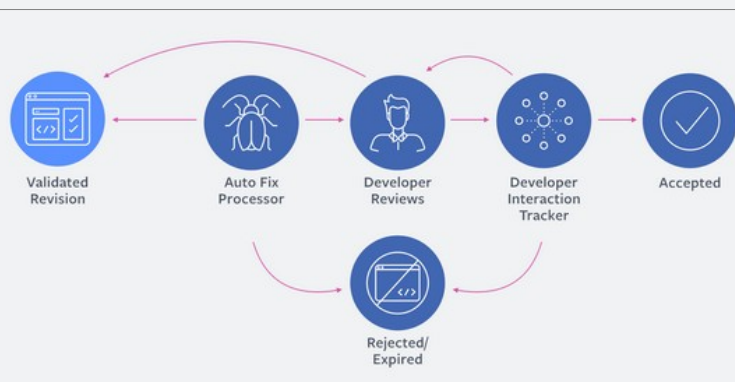 Validated
Revision
Auto Fix
Processor
Developer
Reviews
Developer
Interaction
Tracker
Accepted
</>
Rejected/
Expired
</>